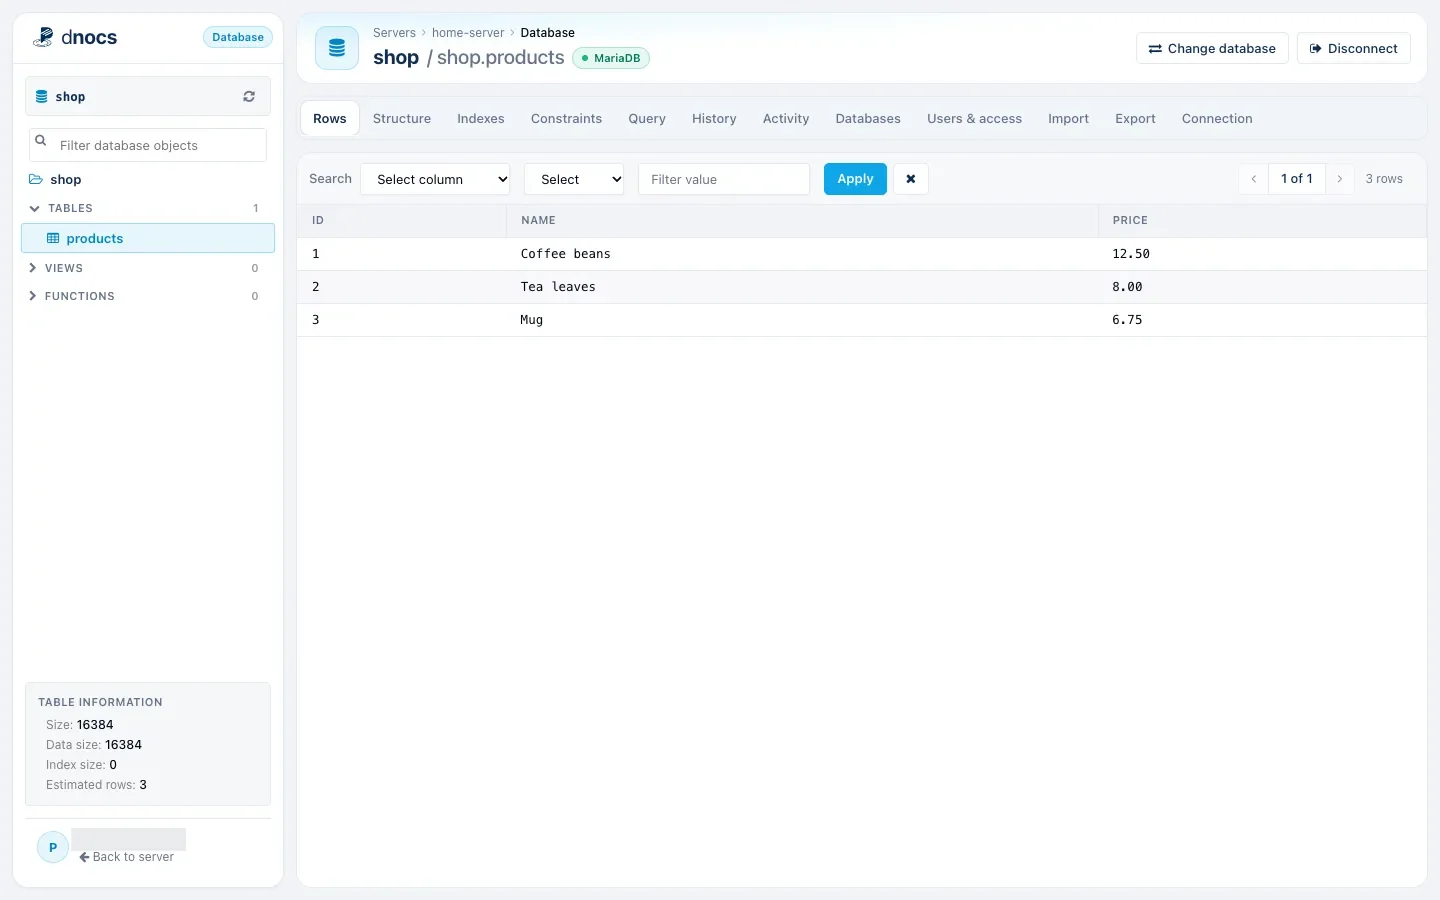 dnocs
Database
shop
Filter database objects
shop
TABLES 1
products
VIEWS 0
FUNCTIONS 0
TABLE INFORMATION
Size: 16384
Data size: 16384
Index size: 0
Estimated rows: 3
P
Back to server
Servers › home-server › Database
shop / shop.products MariaDB
Change database
Disconnect
Rows Structure Indexes Constraints Query History Activity Databases Users & access Import Export Connection
Search Select column Select Filter value Apply
1 of 1 3 rows
ID NAME PRICE
1 Coffee beans 12.50
2 Tea leaves 8.00
3 Mug 6.75